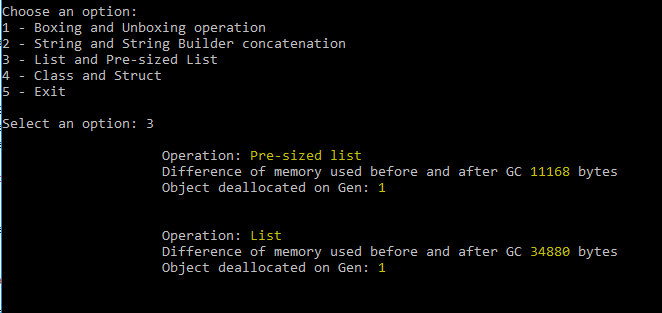 Choose an option:
1 - Boxing and Unboxing operation
2 - String and String Builder concatenation
3 - List and Pre-sized List
4 - Class and Struct
5 - Exit
Select an option: 3
Operation: Pre-sized list
Difference of memory used before and after GC 11168 bytes
Object deallocated on Gen: 1
Operation: List
Difference of memory used before and after GC 34880 bytes
Object deallocated on Gen: 1